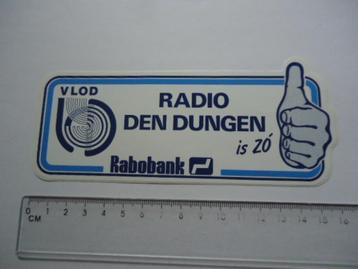 VLOD
RADIO
DEN DUNGEN
is ZÓ
Rabobank
0 1 2 3 4 5 6 7 8 9 10 11 12 13 14 15 16
CM